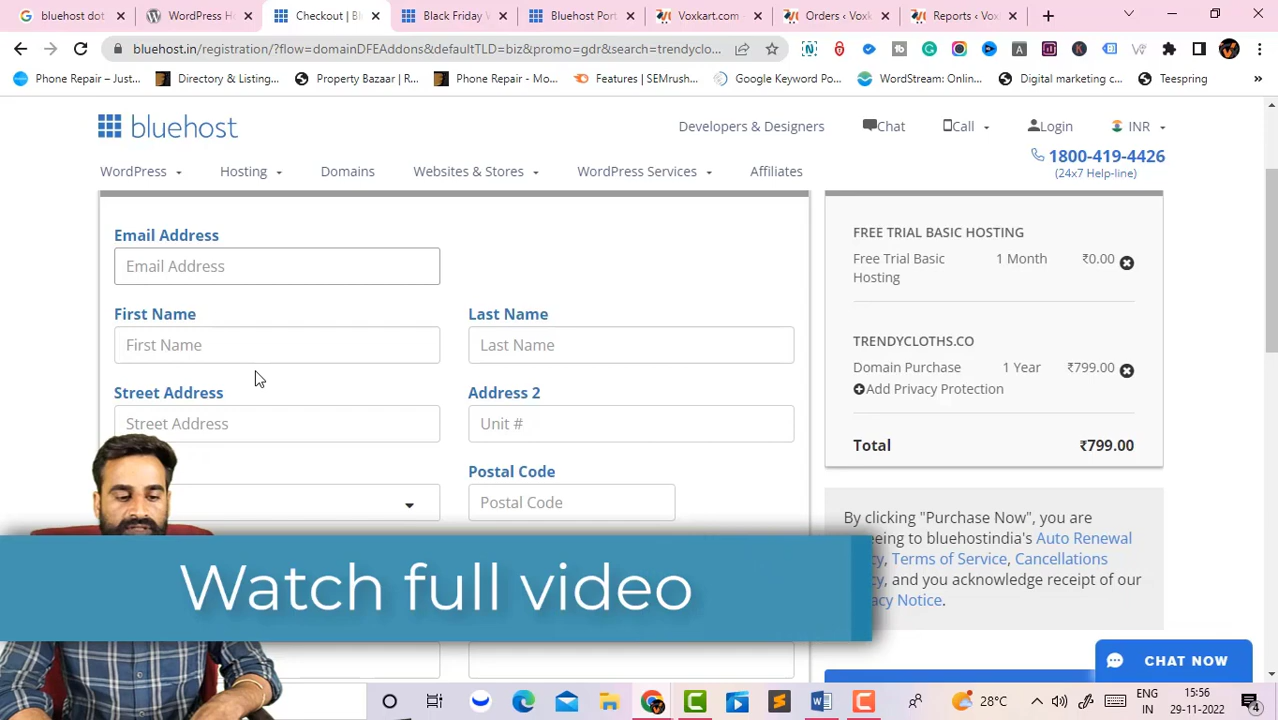 bluehost dot
WordPress H
Checkout | Bl
Black Friday W
Bluehost Port
Voxkart.com -
Orders ‹ Voxk
Reports ‹ Vox
bluehost.in/registration/?flow=domainDFEAddons&defaultTLD=biz&promo=gdr&search=trendyclo...
Phone Repair – Just...
Directory & Listing...
Property Bazaar | R...
Phone Repair - Mo...
Features | SEMrush...
Google Keyword Po...
WordStream: Onlin...
Digital marketing c...
Teespring
bluehost
Developers & Designers
Chat
Call
Login
INR
1800-419-4426
(24x7 Help-line)
WordPress
Hosting
Domains
Websites & Stores
WordPress Services
Affiliates
Email Address
Email Address
First Name
Last Name
First Name
Last Name
Street Address
Address 2
Street Address
Unit #
Postal Code
Postal Code
FREE TRIAL BASIC HOSTING
Free Trial Basic Hosting 1 Month ₹0.00
TRENDYCLOTHS.CO
Domain Purchase 1 Year ₹799.00
Add Privacy Protection
Total ₹799.00
By clicking "Purchase Now", you are
eeing to bluehostindia's Auto Renewal
cy, Terms of Service, Cancellations
cy, and you acknowledge receipt of our
acy Notice.
Watch full video
CHAT NOW
28°C
ENG
IN
15:56
29-11-2022
4